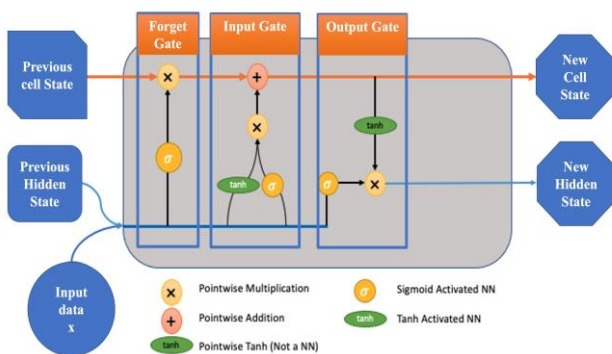 Forget
Gate
Input Gate
Output Gate
Previous
cell State
×
+
New
Cell
State
×
tanh
σ
Previous
Hidden
State
tanh
σ
σ
×
New
Hidden
State
Input
data
x
× Pointwise Multiplication
σ Sigmoid Activated NN
+ Pointwise Addition
tanh Tanh Activated NN
tanh Pointwise Tanh (Not a NN)